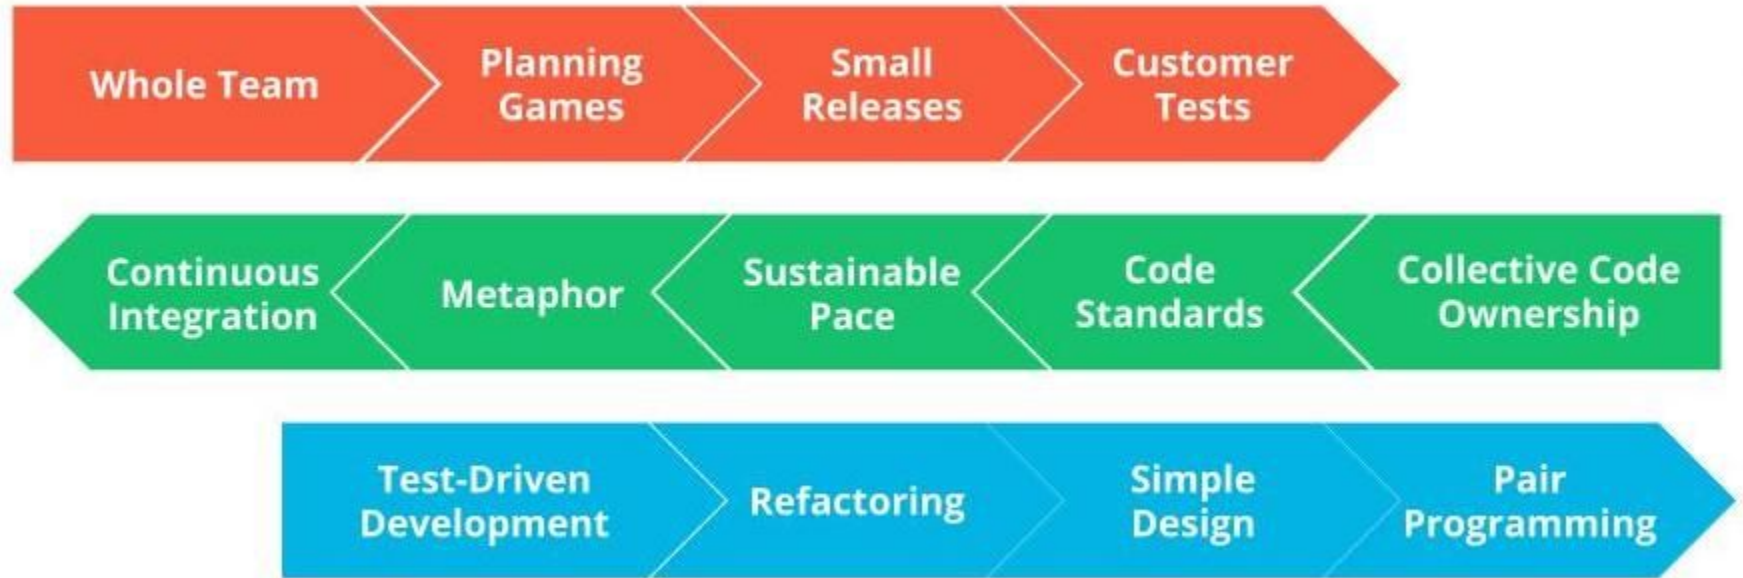 Whole Team
Planning
Games
Small
Releases
Customer
Tests
Continuous
Integration
Metaphor
Sustainable
Pace
Code
Standards
Collective Code
Ownership
Test-Driven
Development
Refactoring
Simple
Design
Pair
Programming